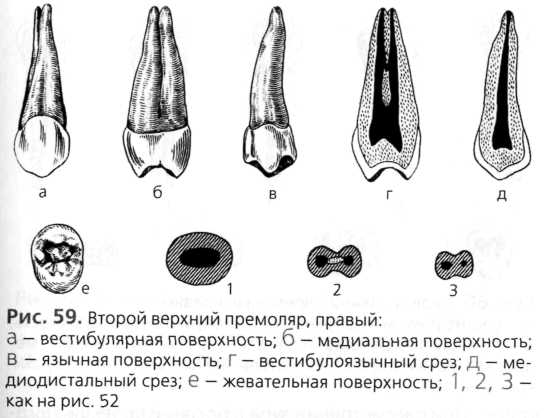 а б в г д
е 1 2 3
Рис. 59. Второй верхний премоляр, правый:
а – вестибулярная поверхность; б – медиальная поверхность;
в – язычная поверхность; г – вестибулоязычный срез; д – ме-
диодистальный срез; е – жевательная поверхность; 1, 2, 3 –
как на рис. 52